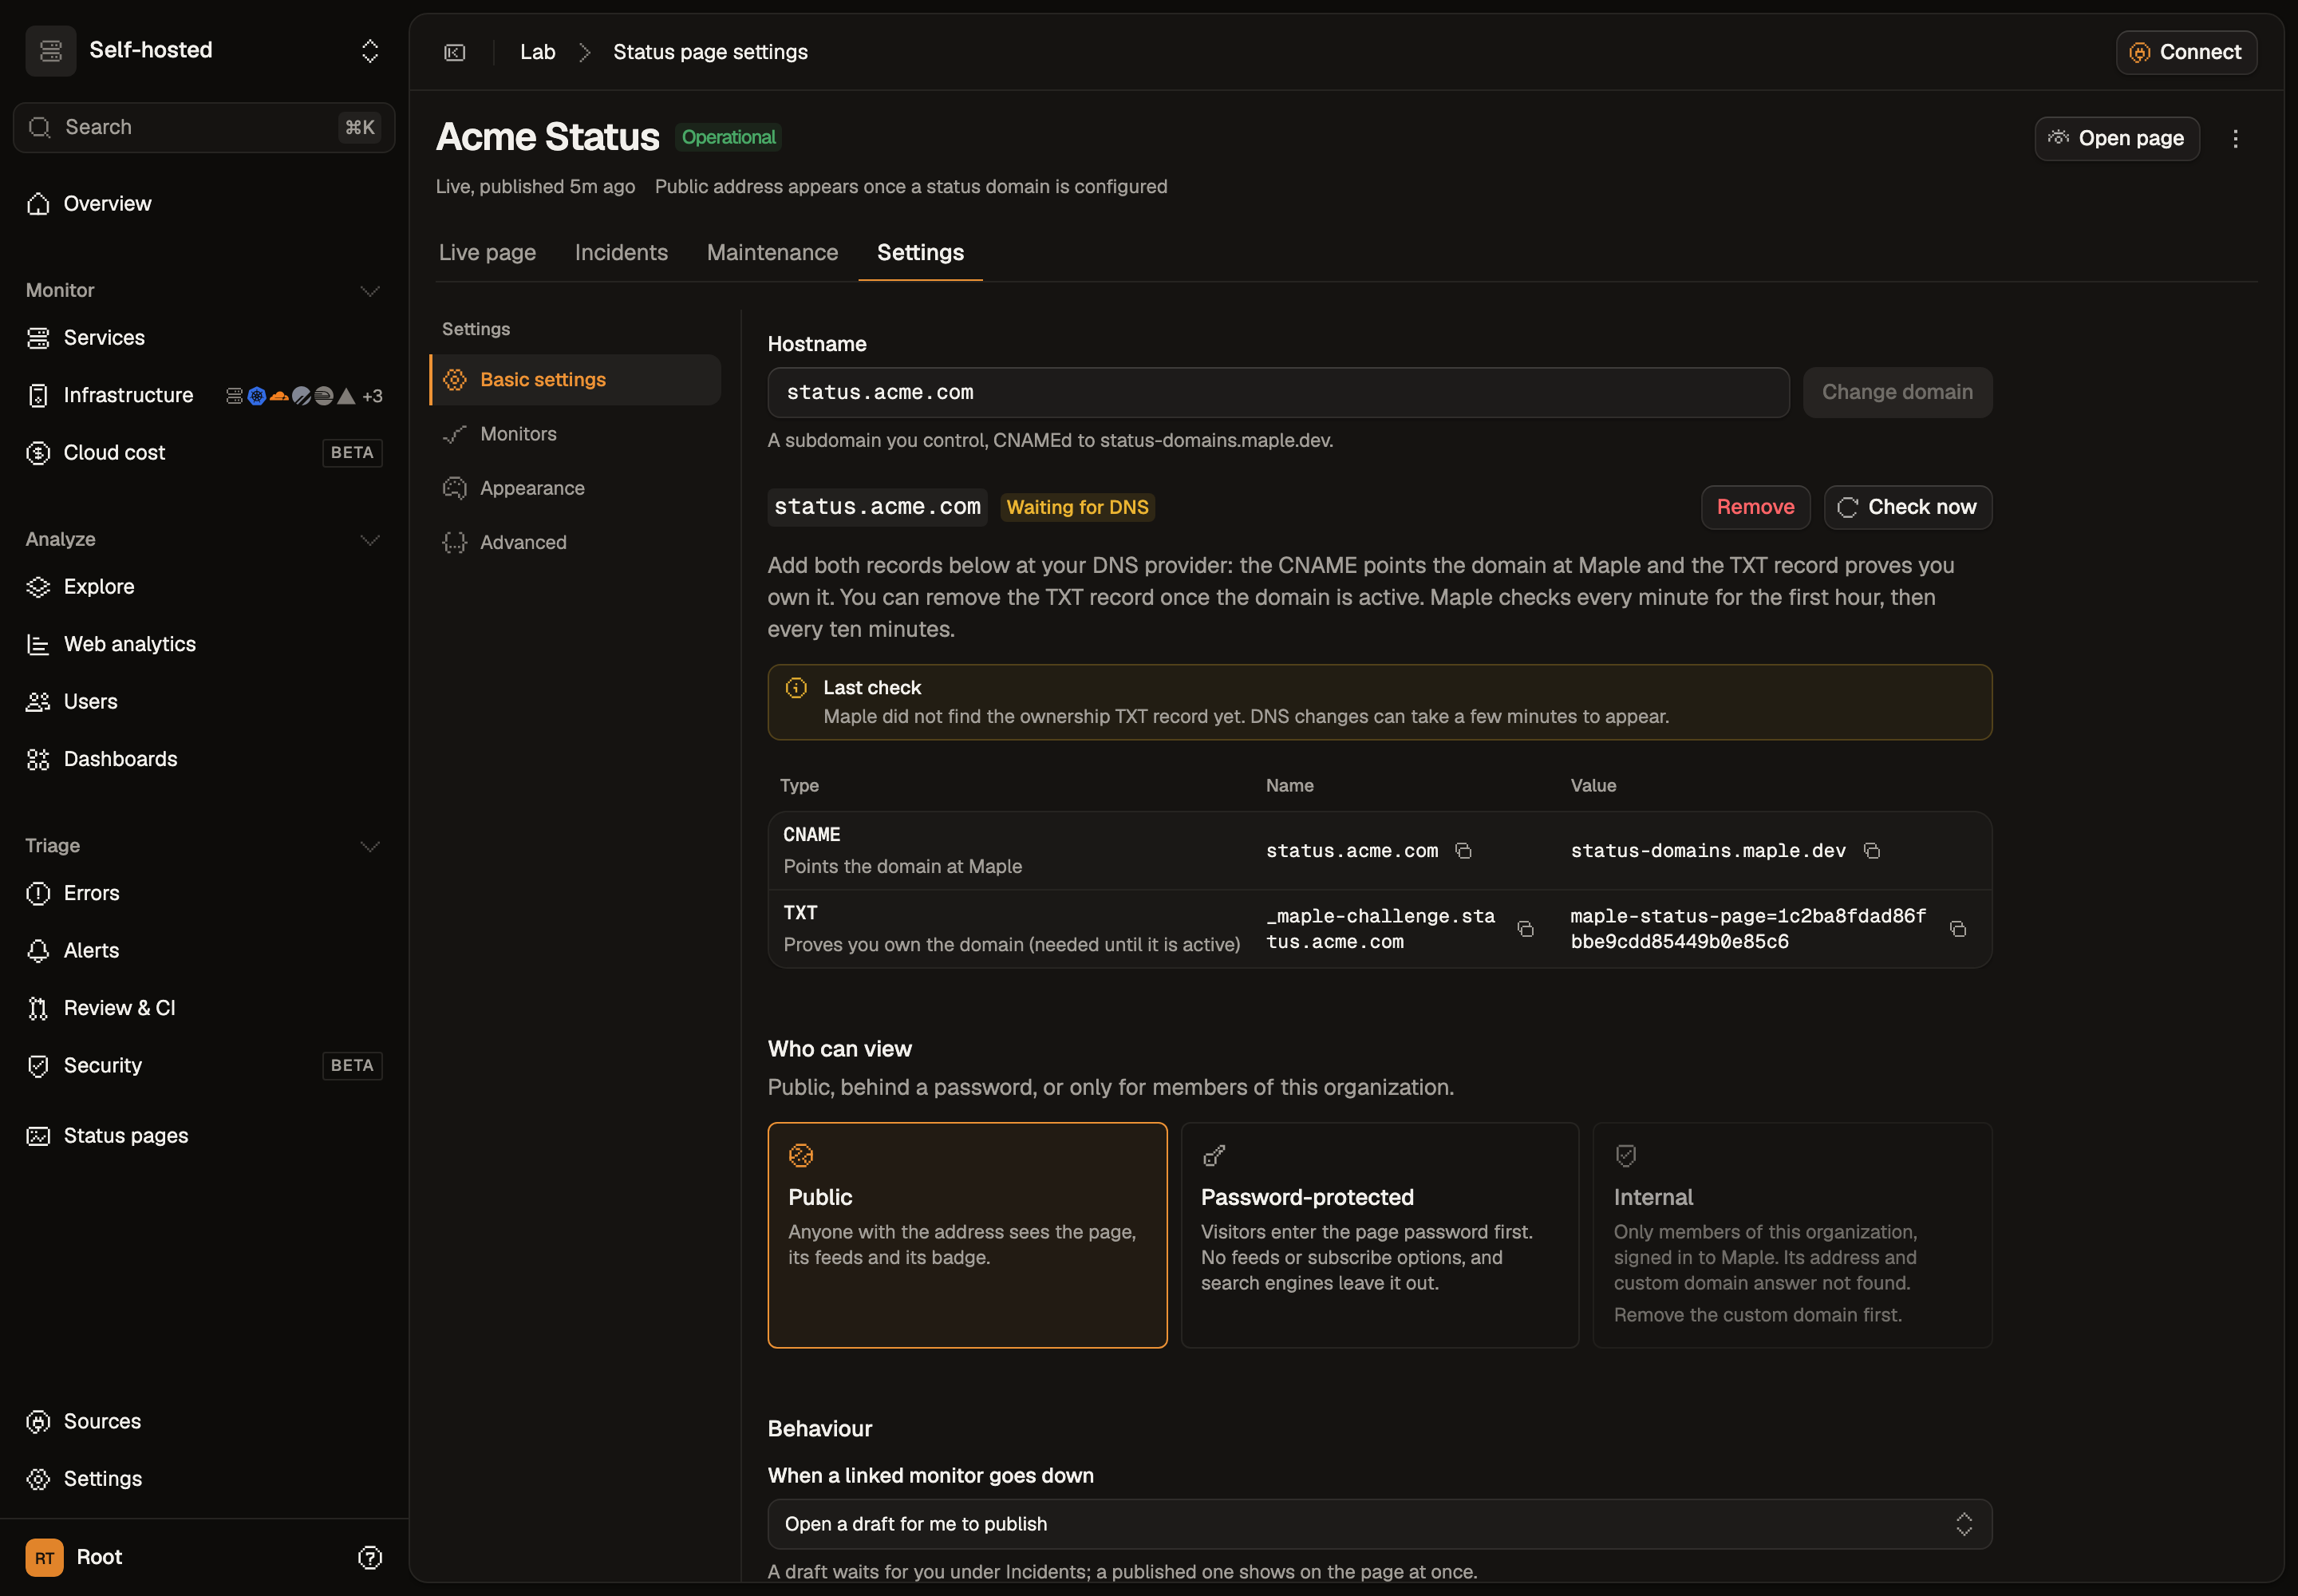 Self-hosted
Search ⌘K
Overview
Monitor
Services
Infrastructure +3
Cloud cost BETA
Analyze
Explore
Web analytics
Users
Dashboards
Triage
Errors
Alerts
Review & CI
Security BETA
Status pages
Sources
Settings
RT Root
Lab Status page settings
Connect
Acme Status Operational
Open page
Live, published 5m ago Public address appears once a status domain is configured
Live page Incidents Maintenance Settings
Settings
Basic settings
Monitors
Appearance
Advanced
Hostname
status.acme.com Change domain
A subdomain you control, CNAMEd to status-domains.maple.dev.
status.acme.com Waiting for DNS Remove Check now
Add both records below at your DNS provider: the CNAME points the domain at Maple and the TXT record proves you
own it. You can remove the TXT record once the domain is active. Maple checks every minute for the first hour, then
every ten minutes.
Last check
Maple did not find the ownership TXT record yet. DNS changes can take a few minutes to appear.
Type Name Value
CNAME
Points the domain at Maple
status.acme.com
status-domains.maple.dev
TXT
Proves you own the domain (needed until it is active)
_maple-challenge.sta
tus.acme.com
maple-status-page=1c2ba8fdad86f
bbe9cdd85449b0e85c6
Who can view
Public, behind a password, or only for members of this organization.
Public
Anyone with the address sees the page,
its feeds and its badge.
Password-protected
Visitors enter the page password first.
No feeds or subscribe options, and
search engines leave it out.
Internal
Only members of this organization,
signed in to Maple. Its address and
custom domain answer not found.
Remove the custom domain first.
Behaviour
When a linked monitor goes down
Open a draft for me to publish
A draft waits for you under Incidents; a published one shows on the page at once.